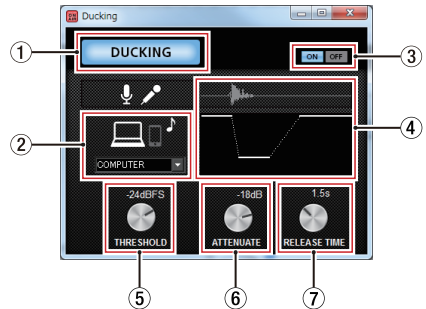 Ducking
① DUCKING
ON OFF ③
② COMPUTER
④
-24dBFS -18dB 1.5s
THRESHOLD ATTENUATE RELEASE TIME
⑤ ⑥ ⑦